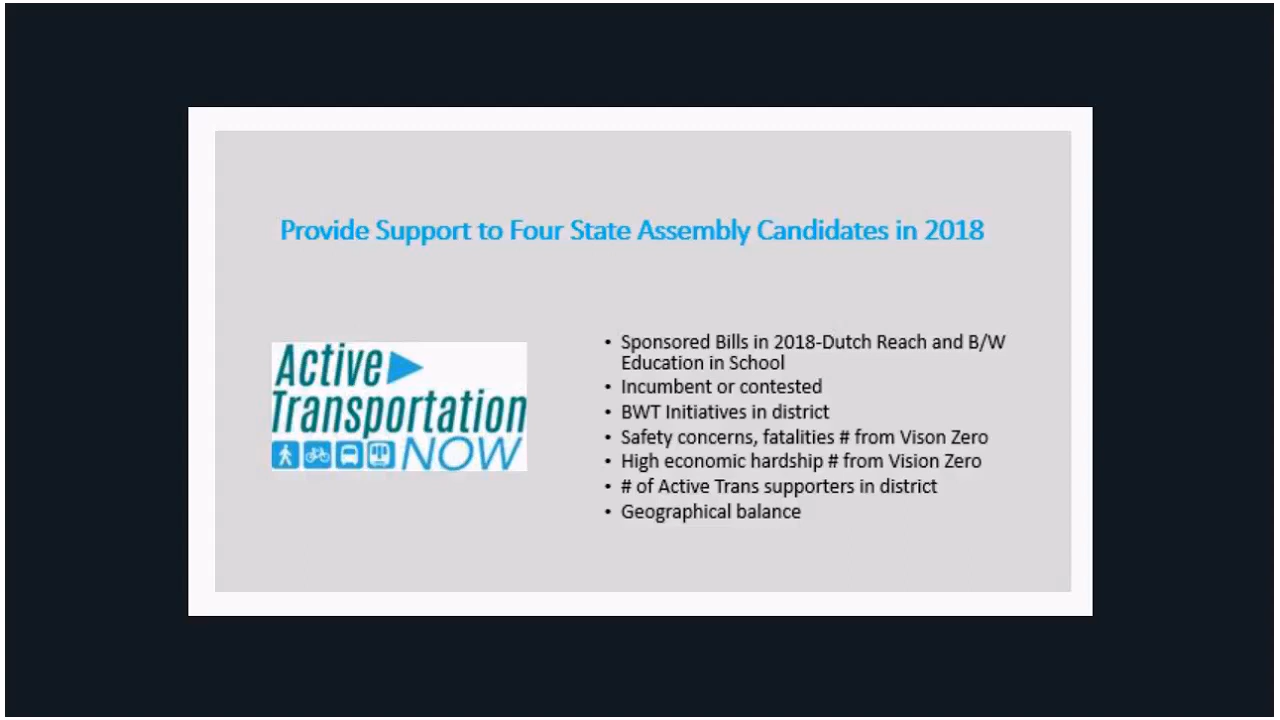 Provide Support to Four State Assembly Candidates in 2018
Active
Transportation
NOW
• Sponsored Bills in 2018-Dutch Reach and B/W
Education in School
• Incumbent or contested
• BWT Initiatives in district
• Safety concerns, fatalities # from Vison Zero
• High economic hardship # from Vision Zero
• # of Active Trans supporters in district
• Geographical balance